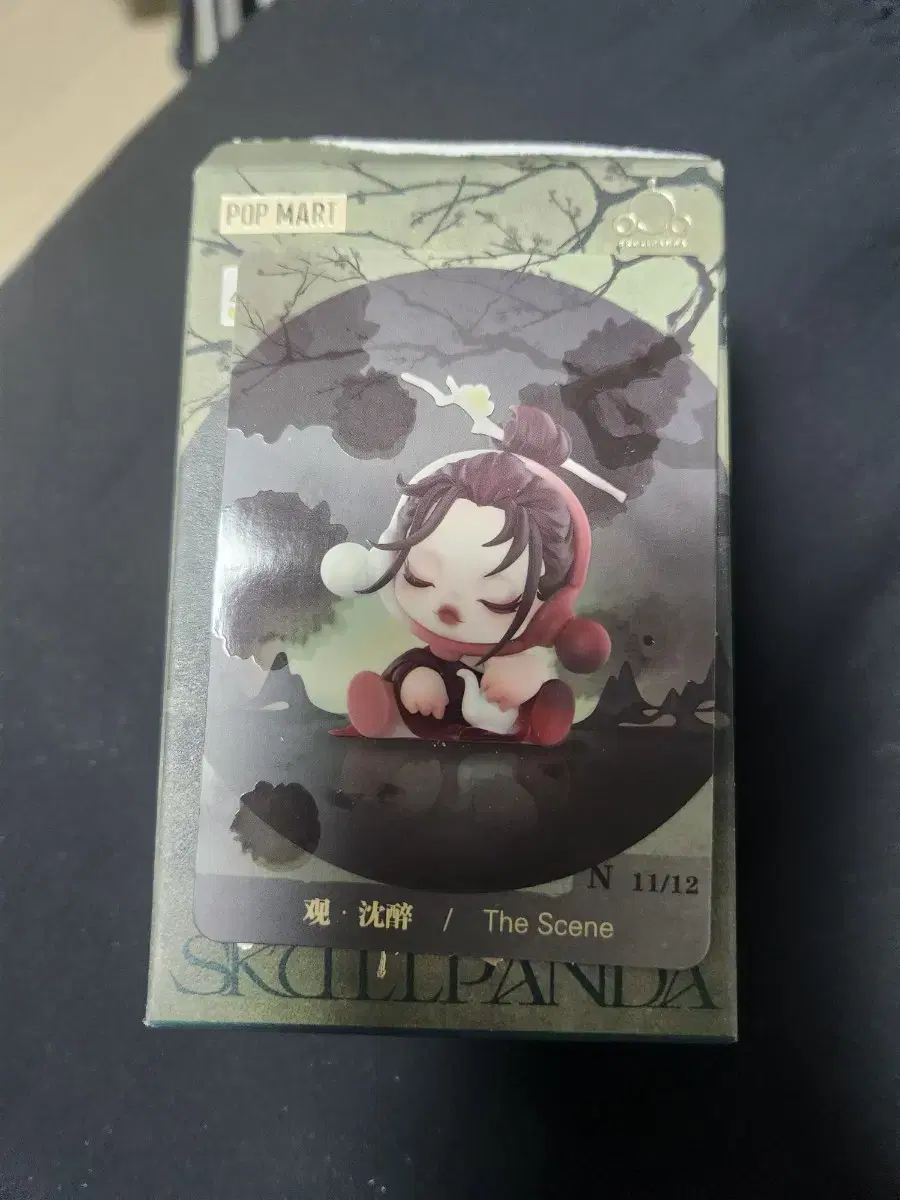 POP MART
N 11/12
观·沈醉 / The Scene
SKULLPANDA